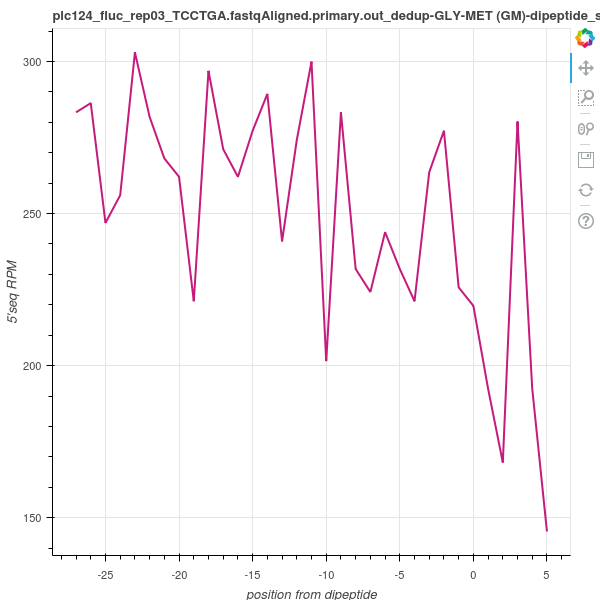 plc124_fluc_rep03_TCCTGA.fastqAligned.primary.out_dedup-GLY-MET (GM)-dipeptide_s
300
250
200
150
5'seq RPM
-25 -20 -15 -10 -5 0 5
position from dipeptide